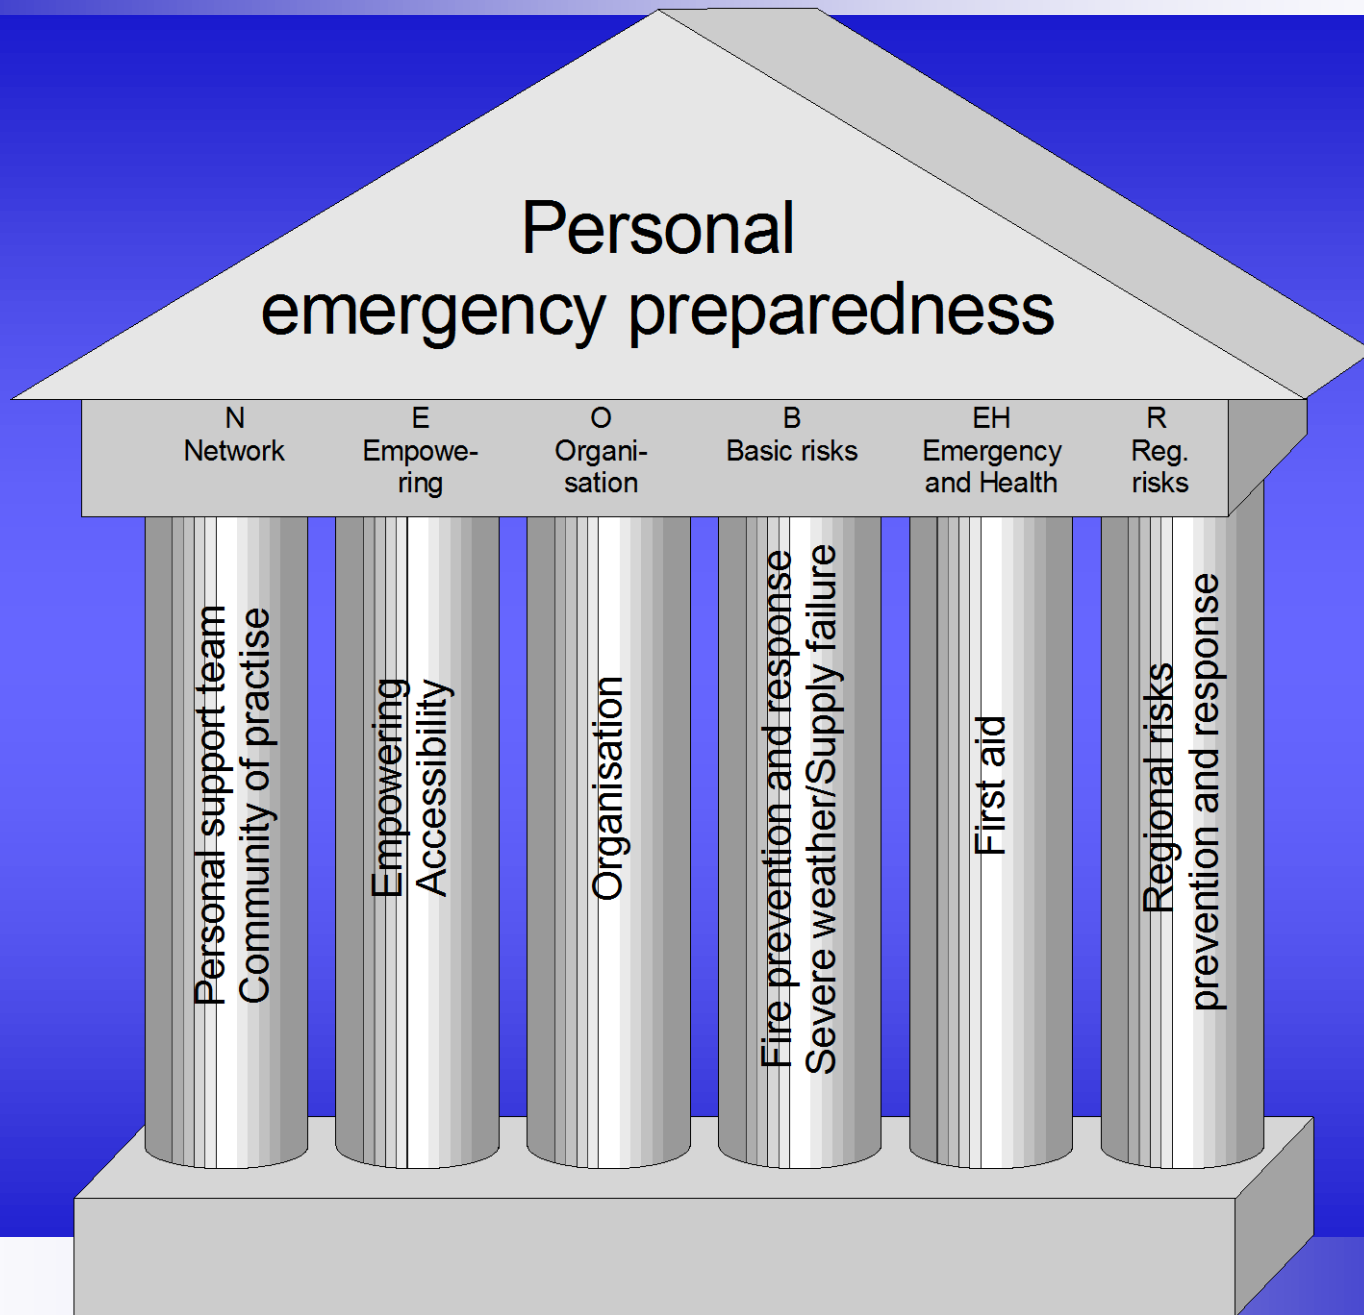 Personal
emergency preparedness
N
Network
E
Empowe-
ring
O
Organi-
sation
B
Basic risks
EH
Emergency
and Health
R
Reg.
risks
Personal support team
Community of practise
Empowering
Accessibility
Organisation
Fire prevention and response
Severe weather/Supply failure
First aid
Regional risks
prevention and response